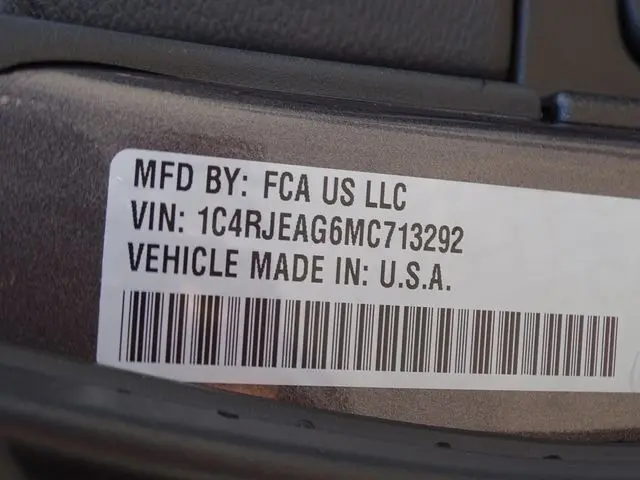 MFD BY: FCA US LLC
VIN: 1C4RJEAG6MC713292
VEHICLE MADE IN: U.S.A.